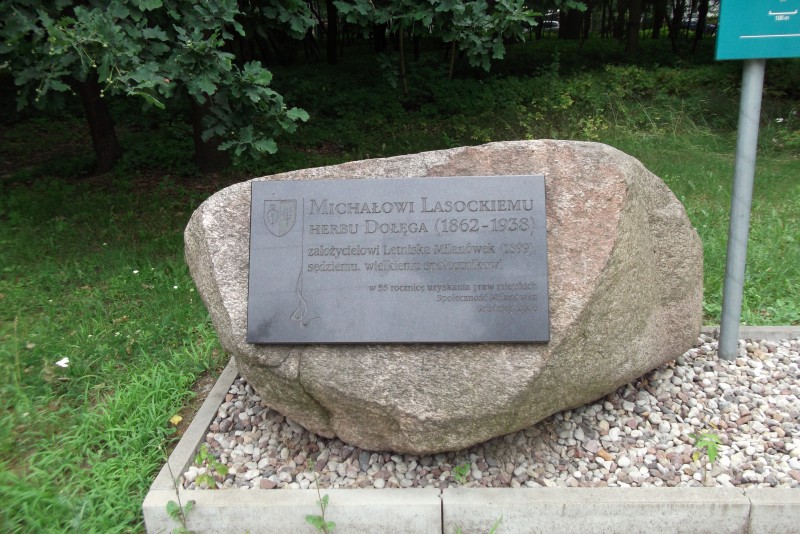 Michałowi Lasockiemu
herbu Dołęga (1862-1938)
założycielowi Letniska Milanówek (1899)
sędziemu, wielkiemu społecznikowi
w 55 rocznicę uzyskania praw miejskich
Społeczność Milanówka